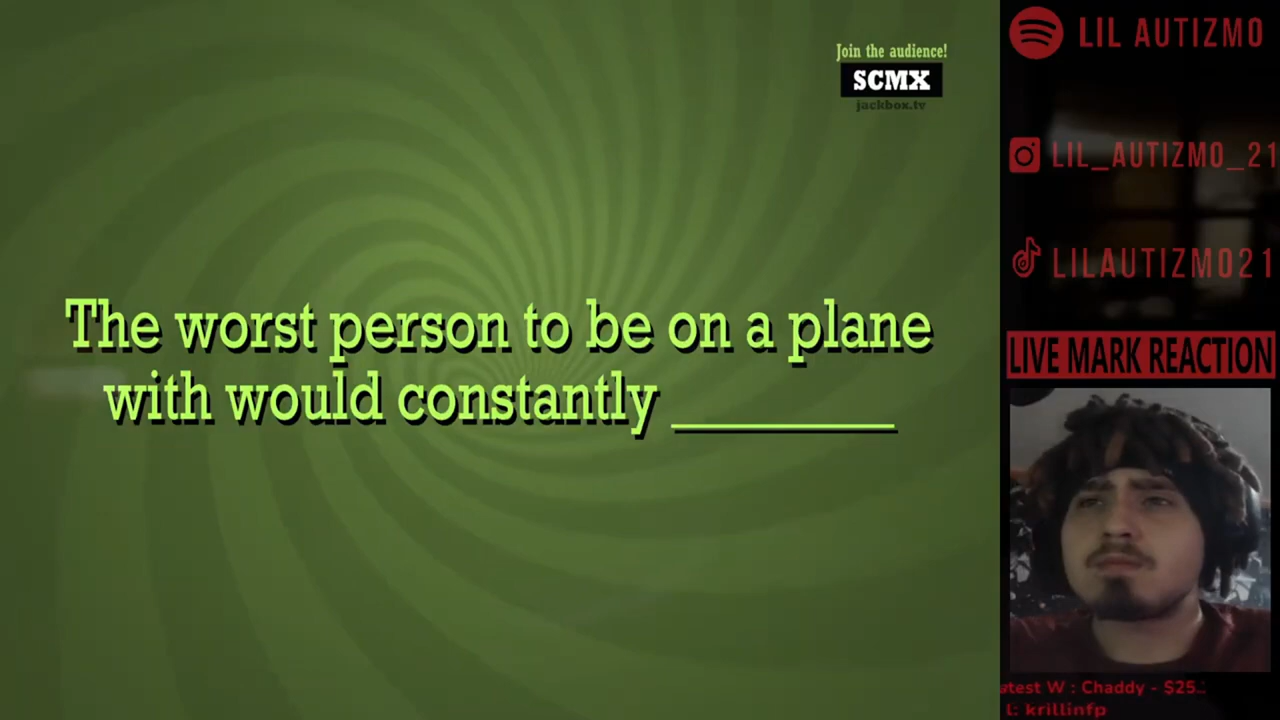 Join the audience!
SCMX
jackbox.tv
The worst person to be on a plane
with would constantly ________
LIL AUTIZMO
LIL_AUTIZMO_21
LILAUTIZMO21
LIVE MARK REACTION
atest W : Chaddy - $25.
l: krillinfp